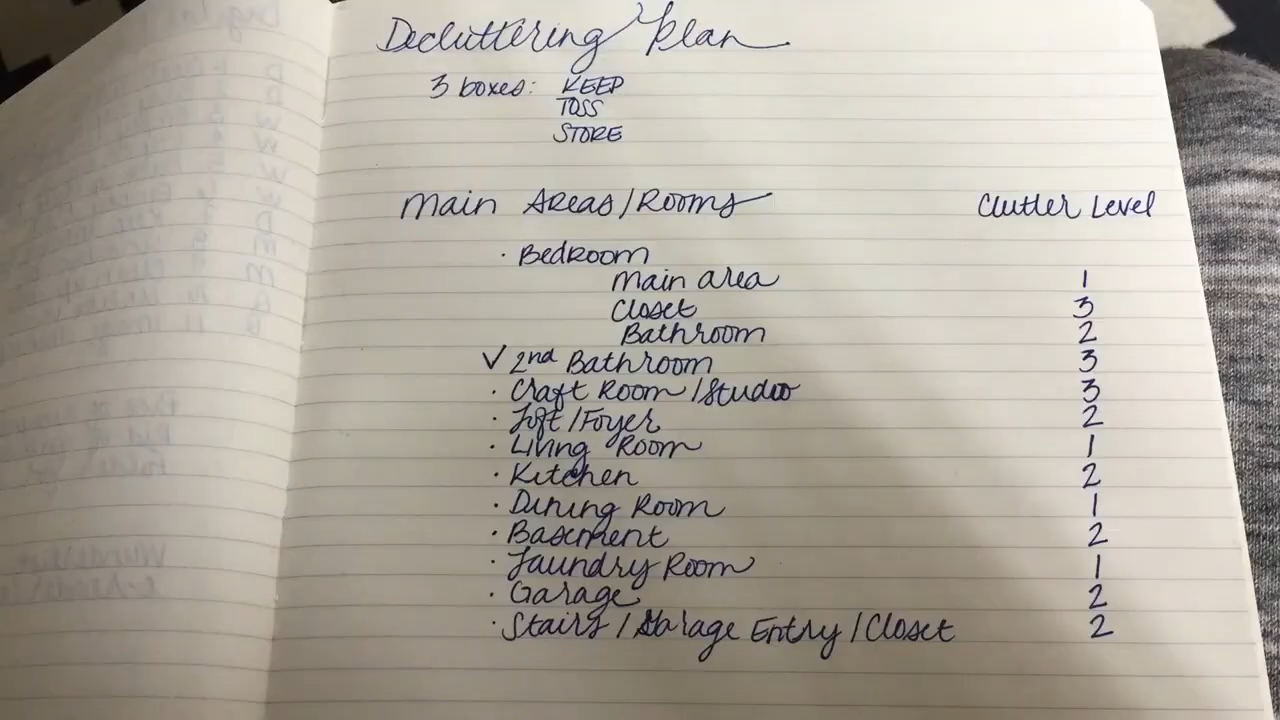 Decluttering Plan
3 boxes: KEEP
TOSS
STORE
Main Areas/Rooms Clutter Level
· Bedroom
Main area 1
Closet 3
Bathroom 2
✓ 2nd Bathroom 3
· Craft Room/Studio 3
· Loft/Foyer 2
· Living Room 1
· Kitchen 2
· Dining Room 1
· Basement 2
· Laundry Room 1
· Garage 2
· Stairs/Garage Entry/Closet 2